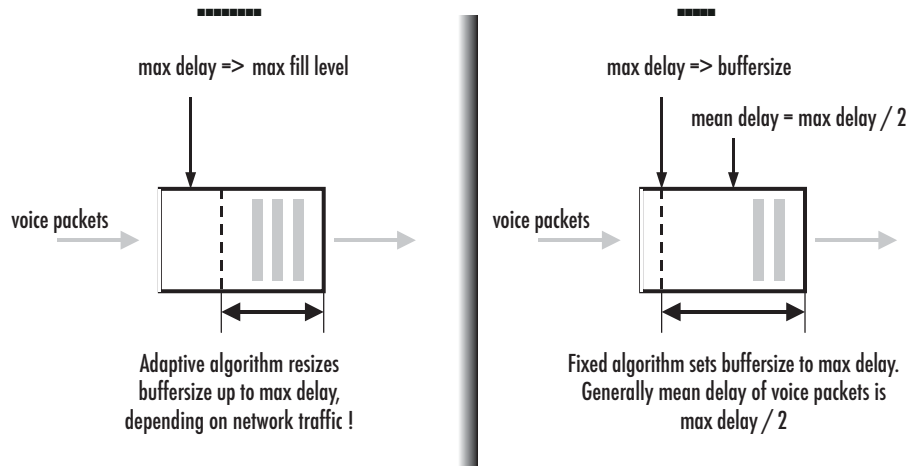 max delay => max fill level
voice packets
Adaptive algorithm resizes
buffersize up to max delay,
depending on network traffic !
max delay => buffersize
mean delay = max delay / 2
voice packets
Fixed algorithm sets buffersize to max delay.
Generally mean delay of voice packets is
max delay / 2